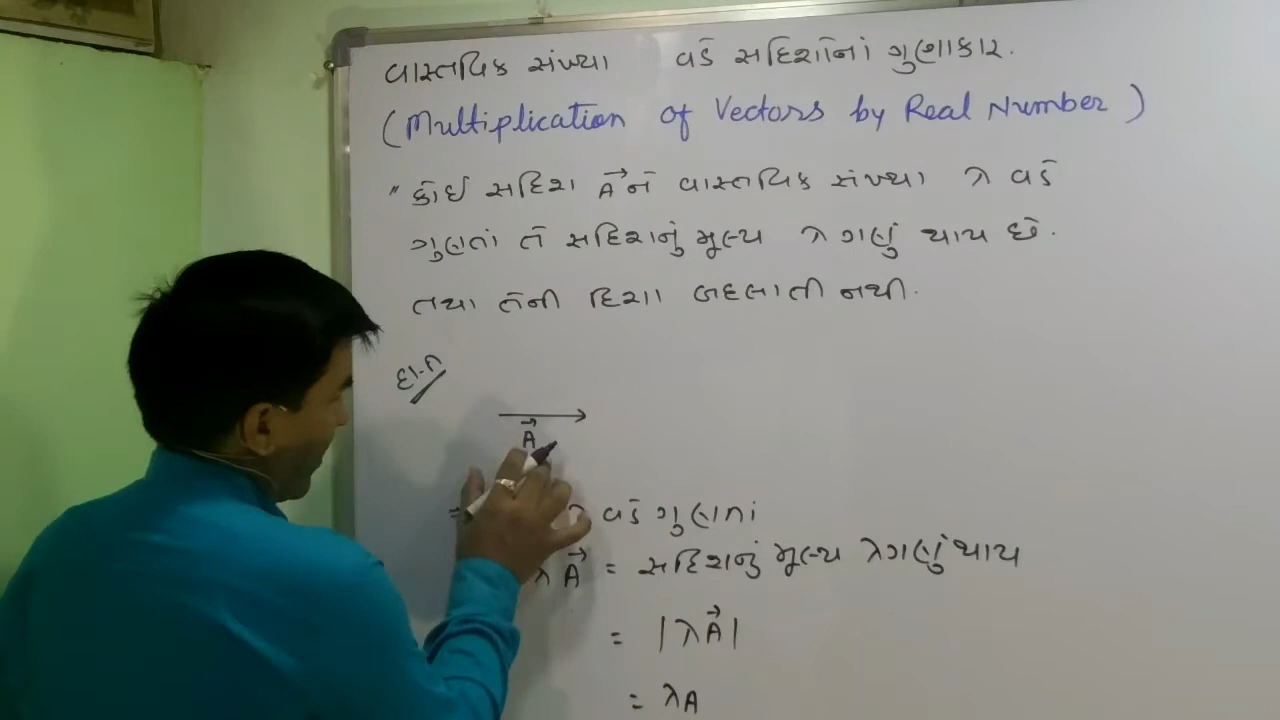 વાસ્તવિક સંખ્યા વડે સદિશોનાં ગુણાકાર.
(Multiplication of Vectors by Real Number)
" કોઈ સદિશ A⃗ ને વાસ્તવિક સંખ્યા λ વડે
ગુણતાં તે સદિશનું મૂલ્ય λ ગણું થાય છે.
તથા તેની દિશા બદલાતી નથી.
દા.ત
A⃗
= વડે ગુણતાં
λA⃗ = સદિશનું મૂલ્ય λગણું થાય
= |λA⃗|
= λA